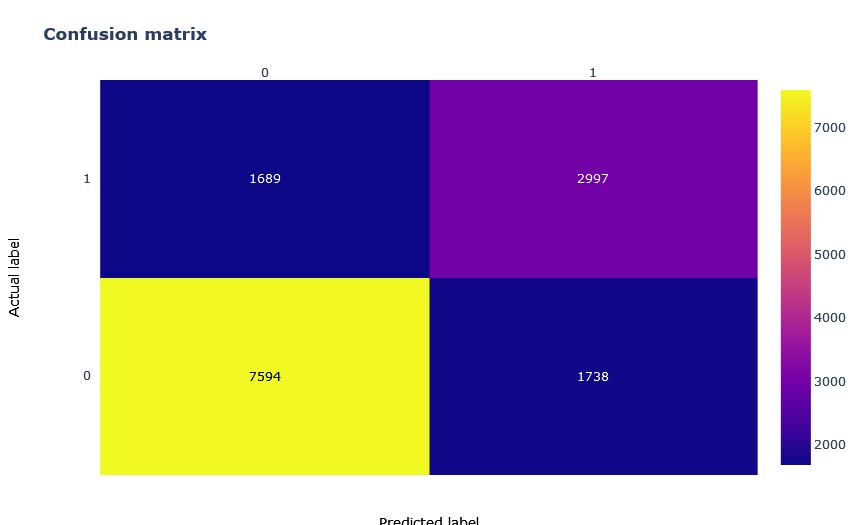 Confusion matrix
0 1
7000
1 1689 2997
6000
5000
Actual label
4000
3000
0 7594 1738
2000
Predicted label